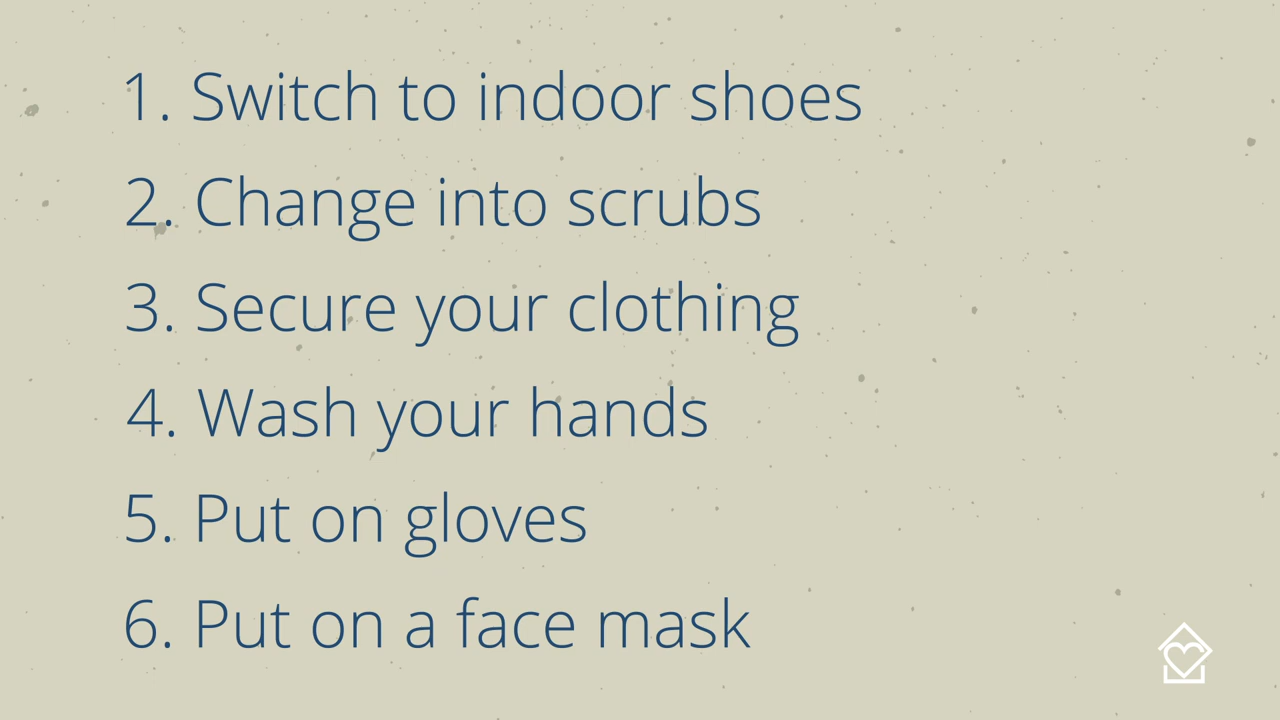 1. Switch to indoor shoes
2. Change into scrubs
3. Secure your clothing
4. Wash your hands
5. Put on gloves
6. Put on a face mask